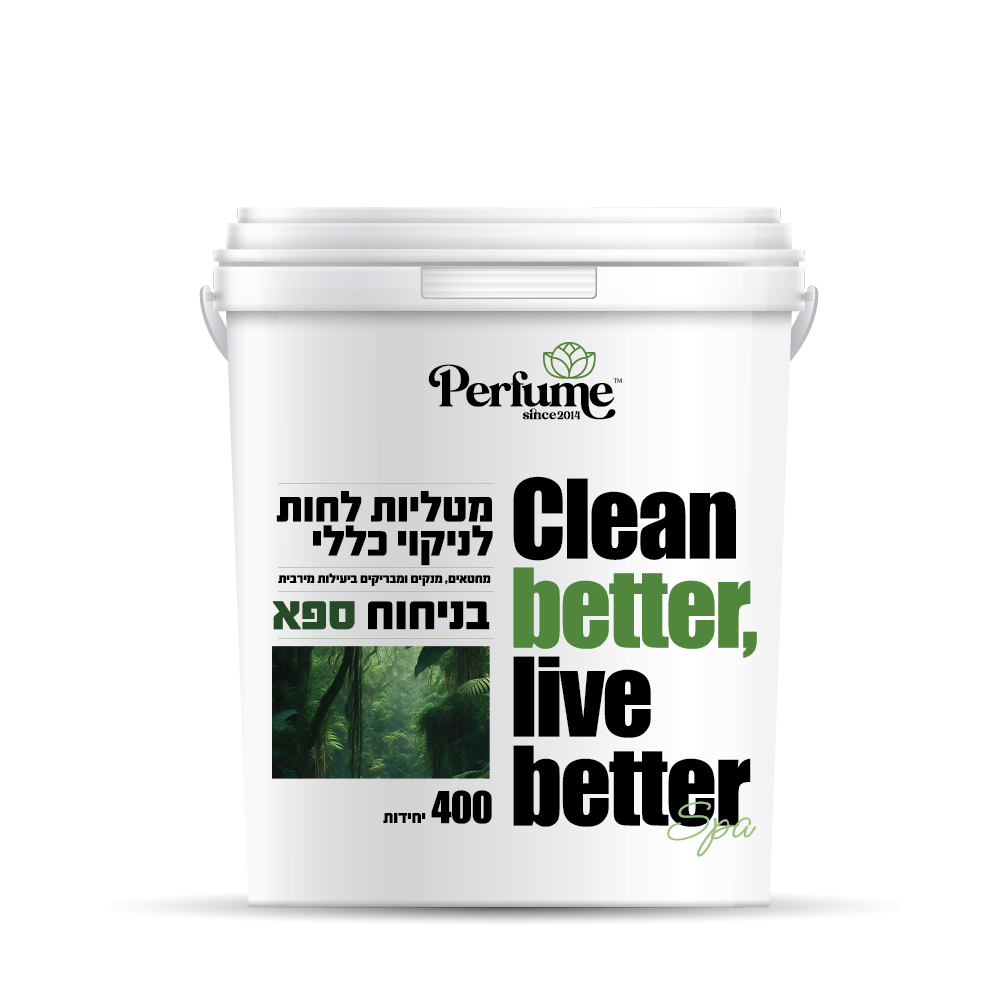 Perfume™
since2014
מטליות לחות
לניקוי כללי
מחטאים, מנקים ומבריקים ביעילות מירבית
בניחוח ספא
400 יחידות
Clean
better,
live
better
Spa